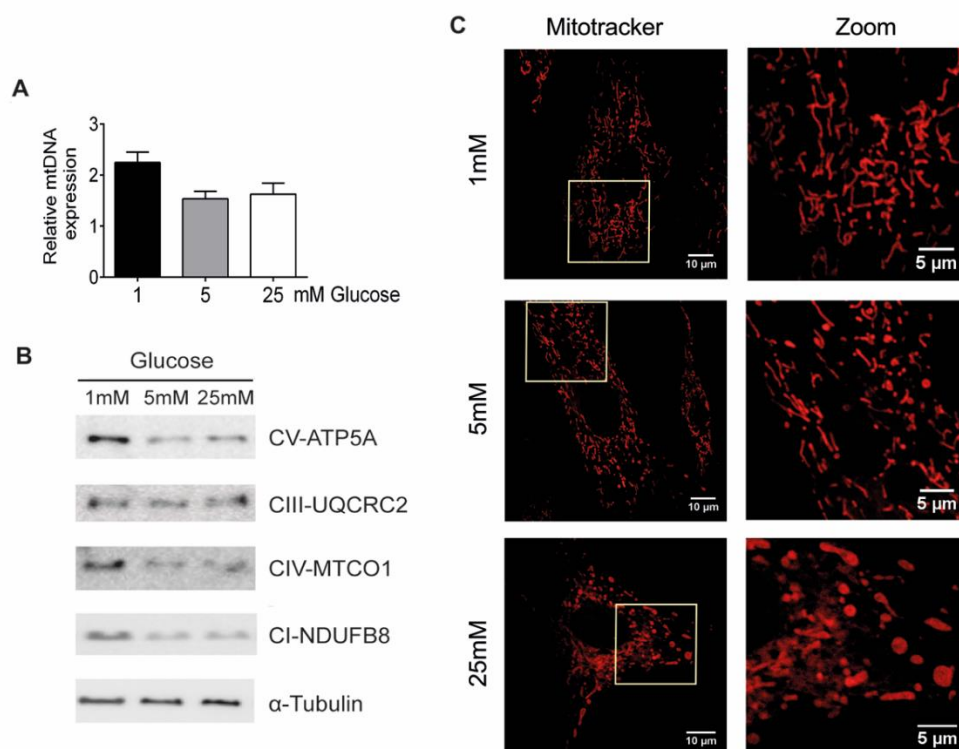 A
Relative mtDNA
expression
3
2
1
0
1 5 25 mM Glucose
B
Glucose
1mM 5mM 25mM
CV-ATP5A
CIII-UQCRC2
CIV-MTCO1
CI-NDUFB8
α-Tubulin
C
Mitotracker Zoom
1mM
10 µm
5 µm
5mM
10 µm
5 µm
25mM
10 µm
5 µm